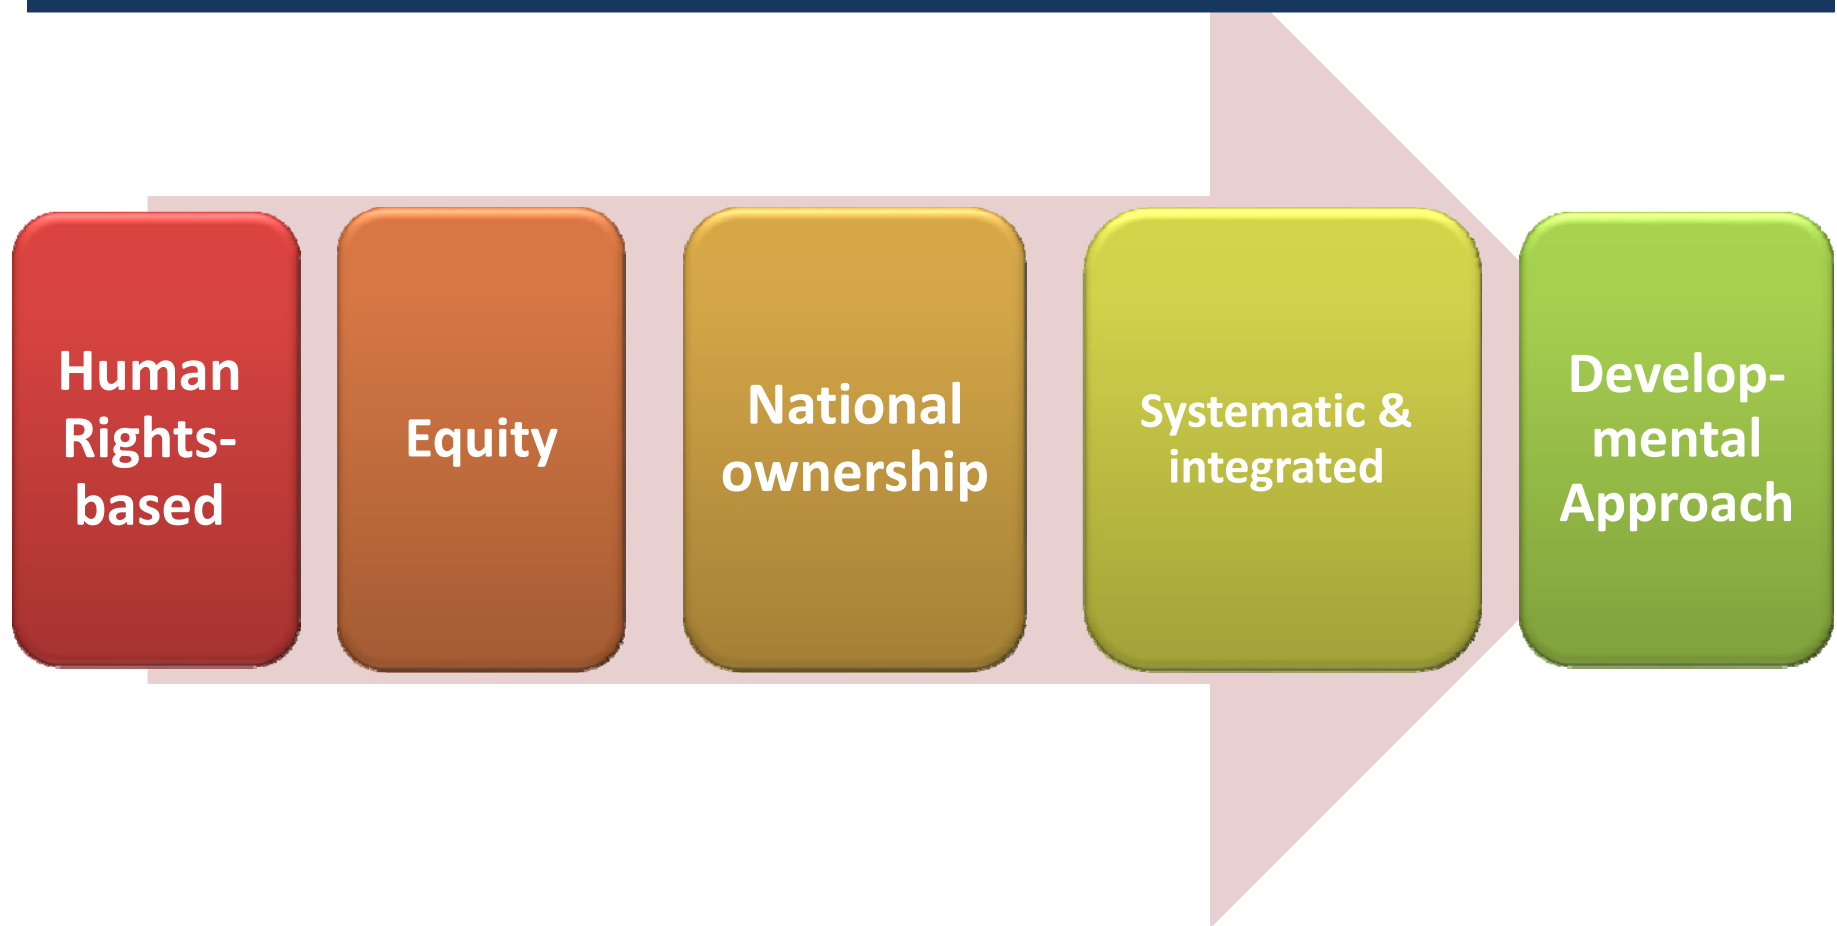 Human
Rights-
based
Equity
National
ownership
Systematic &
integrated
Develop-
mental
Approach